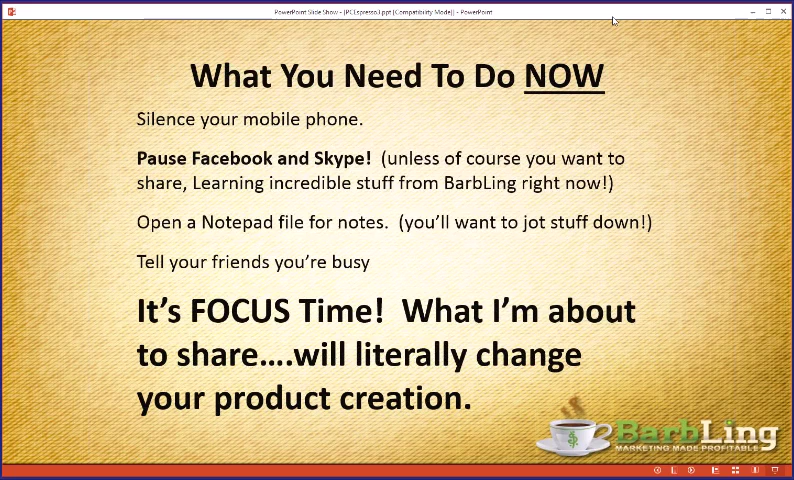 PowerPoint Slide Show - [PCEspresso3.ppt [Compatibility Mode]] - PowerPoint
What You Need To Do NOW
Silence your mobile phone.
Pause Facebook and Skype! (unless of course you want to
share, Learning incredible stuff from BarbLing right now!)
Open a Notepad file for notes. (you’ll want to jot stuff down!)
Tell your friends you’re busy
It’s FOCUS Time! What I’m about
to share....will literally change
your product creation.
$
BarbLing
MARKETING MADE PROFITABLE